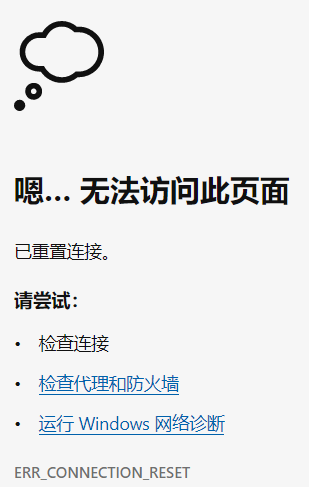 嗯… 无法访问此页面
已重置连接。
请尝试：
• 检查连接
• 检查代理和防火墙
• 运行 Windows 网络诊断
ERR_CONNECTION_RESET